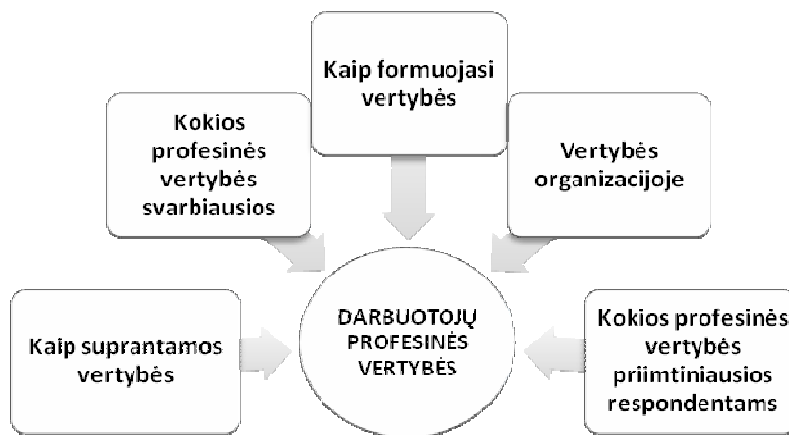 Kaip formuojasi
vertybės
Kokios
profesinės
vertybės
svarbiausios
Vertybės
organizacijoje
Kaip suprantamos
vertybės
DARBUOTOJŲ
PROFESINĖS
VERTYBĖS
Kokios profesinės
vertybės
priimtiniausios
respondentams